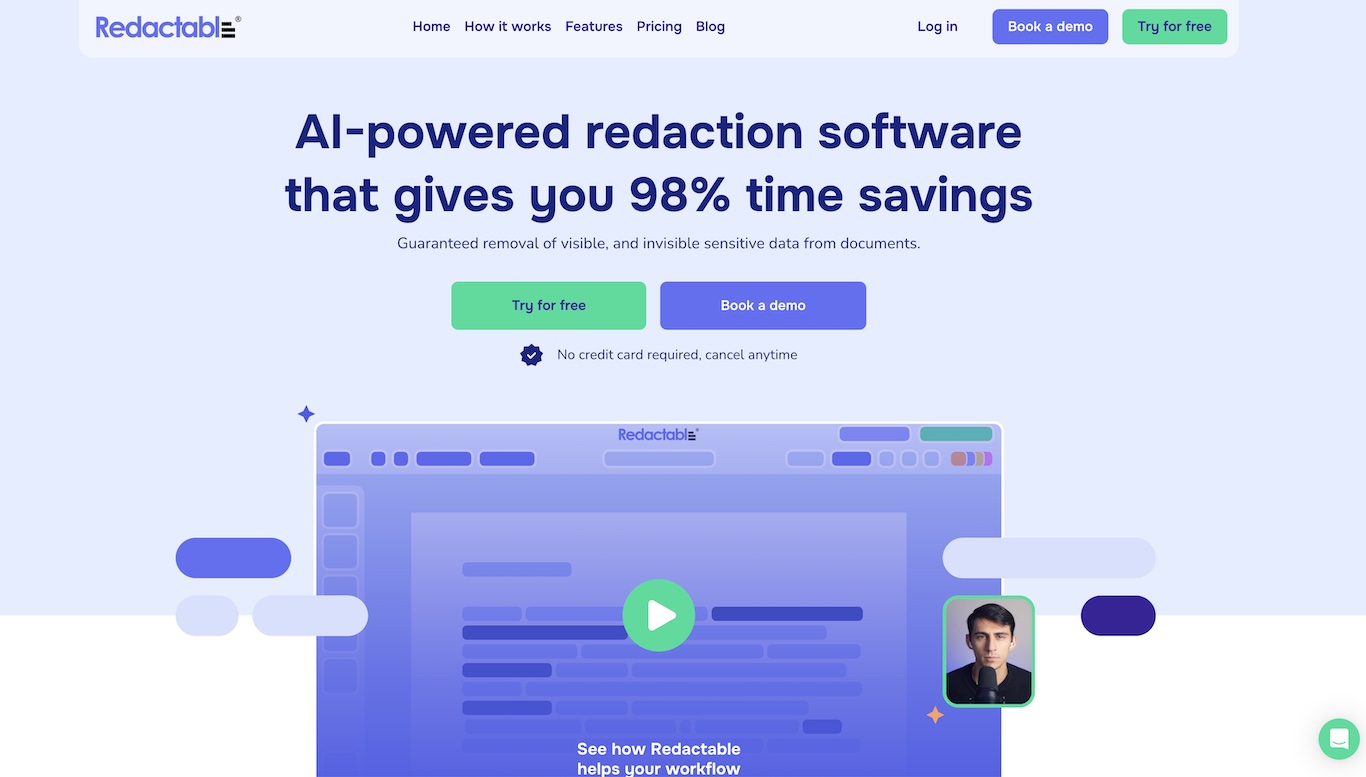 Redactable®
Home How it works Features Pricing Blog Log in Book a demo Try for free
AI-powered redaction software
that gives you 98% time savings
Guaranteed removal of visible, and invisible sensitive data from documents.
Try for free Book a demo
No credit card required, cancel anytime
Redactable®
See how Redactable
helps your workflow